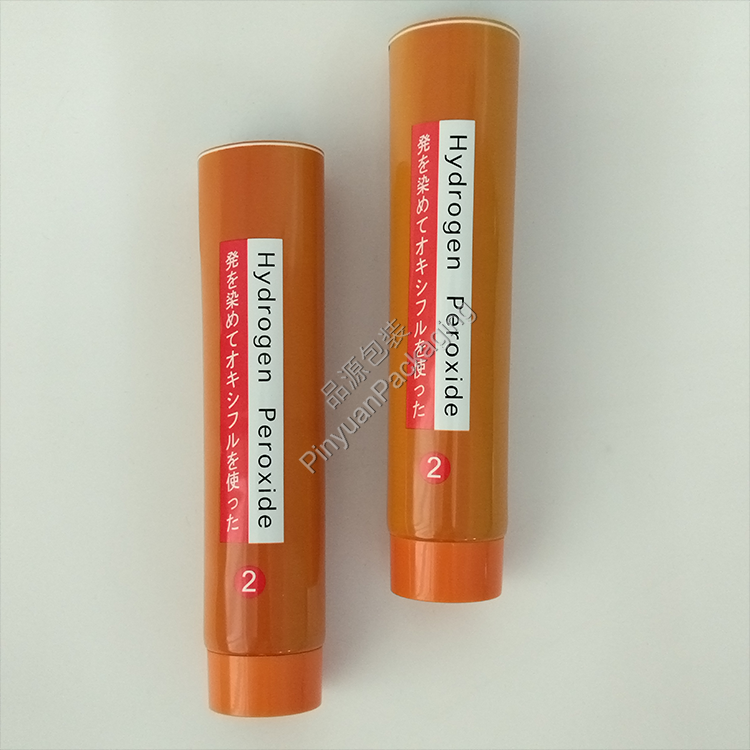 Hydrogen Peroxide
発を染めてオキシフルを使った
2
Hydrogen Peroxide
発を染めてオキシフルを使った
2
品源包装
PinyuanPackaging